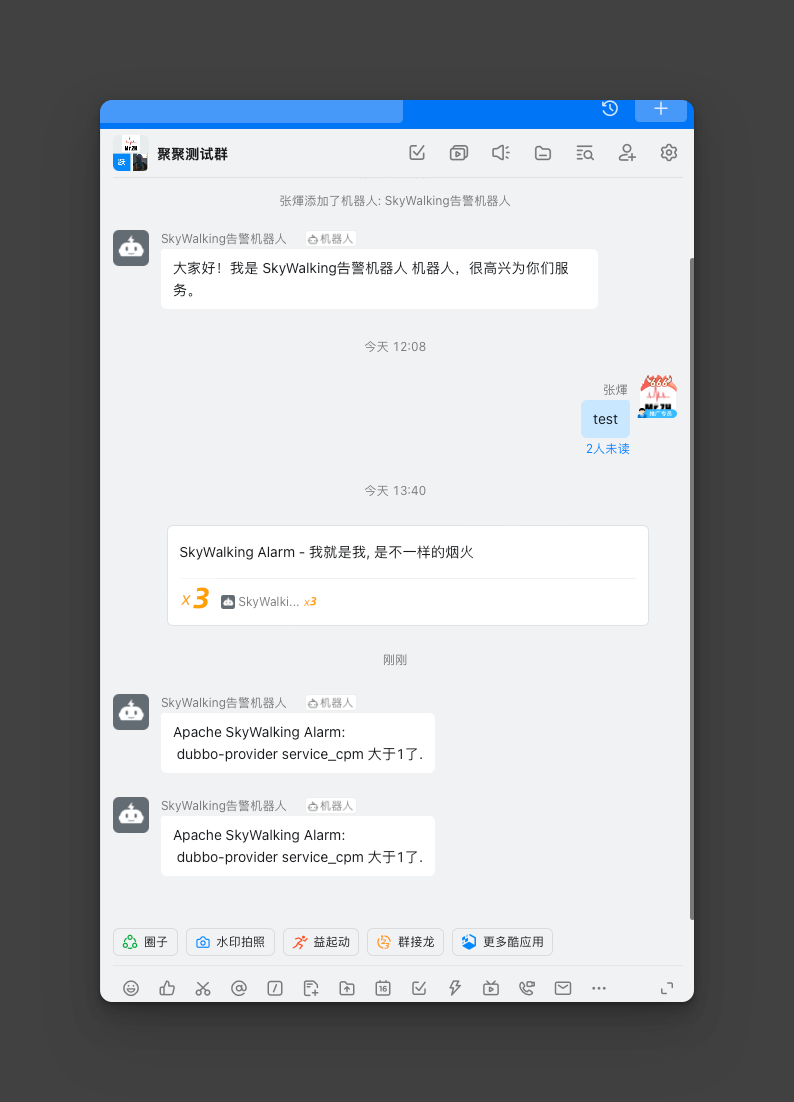 聚聚测试群
张燁添加了机器人: SkyWalking告警机器人
SkyWalking告警机器人 机器人
大家好！我是 SkyWalking告警机器人 机器人，很高兴为你们服
务。
今天 12:08
张燁
666
test
2人未读
今天 13:40
SkyWalking Alarm - 我就是我, 是不一样的烟火
x3 SkyWalki... x3
刚刚
SkyWalking告警机器人 机器人
Apache SkyWalking Alarm:
dubbo-provider service_cpm 大于1了.
SkyWalking告警机器人 机器人
Apache SkyWalking Alarm:
dubbo-provider service_cpm 大于1了.
圈子 水印拍照 益起动 群接龙 更多酷应用
16